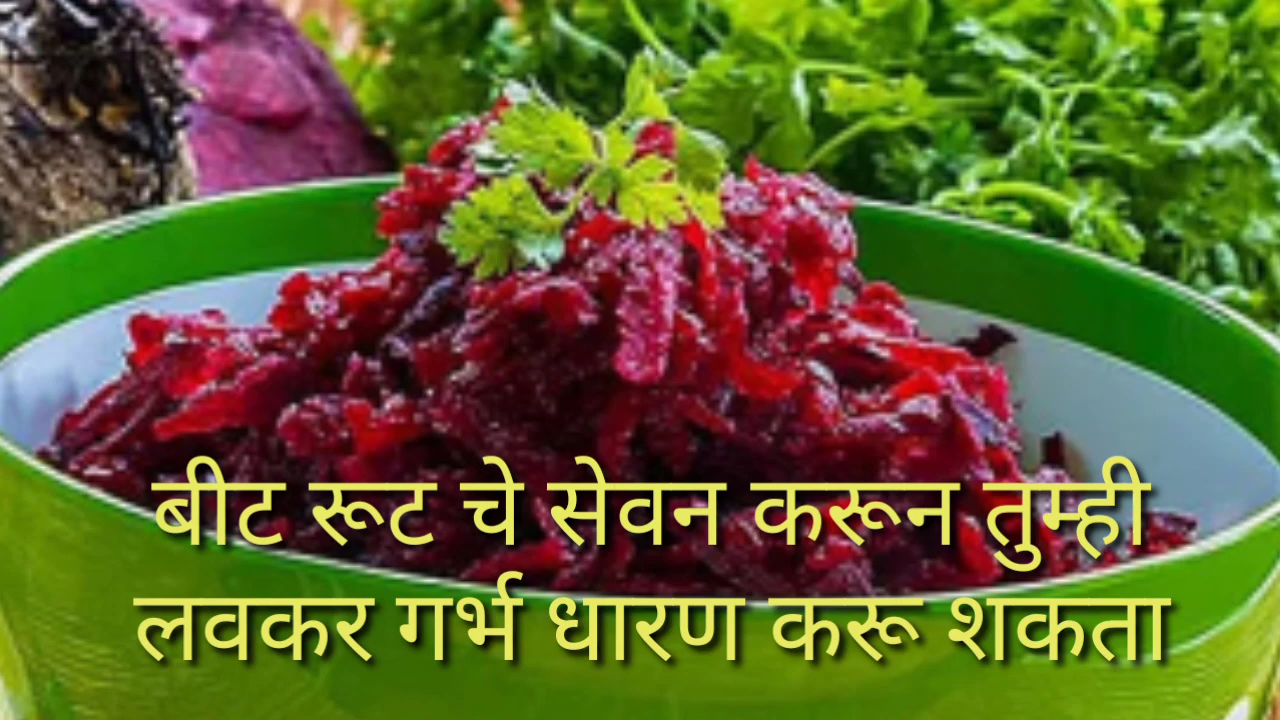 बीट रूट चे सेवन करून तुम्ही
लवकर गर्भ धारण करू शकता